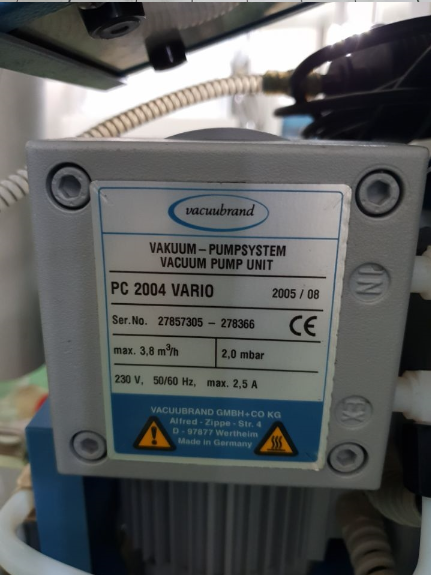 vacuubrand
VAKUUM – PUMPSYSTEM
VACUUM PUMP UNIT
PC 2004 VARIO 2005 / 08
Ser.No. 27857305 – 278366 CE
max. 3,8 m³/h 2,0 mbar
230 V, 50/60 Hz, max. 2,5 A
VACUUBRAND GMBH+CO KG
Alfred - Zippe - Str. 4
D - 97877 Wertheim
Made in Germany
IN
EX